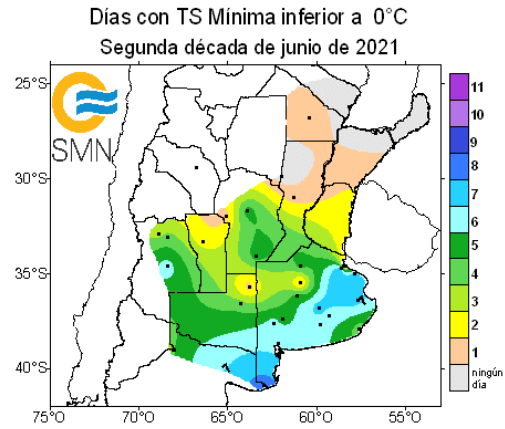 Días con TS Mínima inferior a 0°C
Segunda década de junio de 2021
25°S
30°S
35°S
40°S
75°O
70°O
65°O
60°O
55°O
SMN
11
10
9
8
7
6
5
4
3
2
1
ningún
día